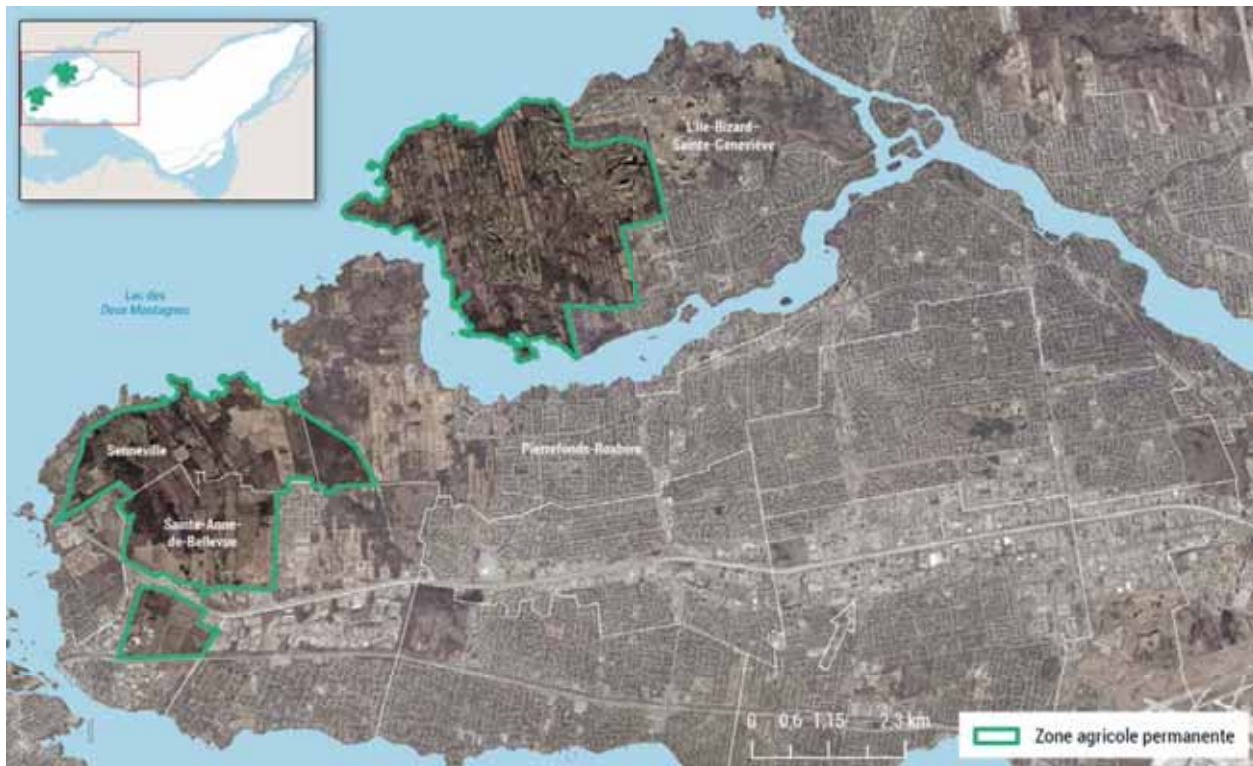 L'Île-Bizard–
Sainte-Geneviève
Lac des
Deux Montagnes
Senneville
Pierrefonds-Roxboro
Sainte-Anne-
de-Bellevue
0 0,6 1,15 2,3 km
Zone agricole permanente